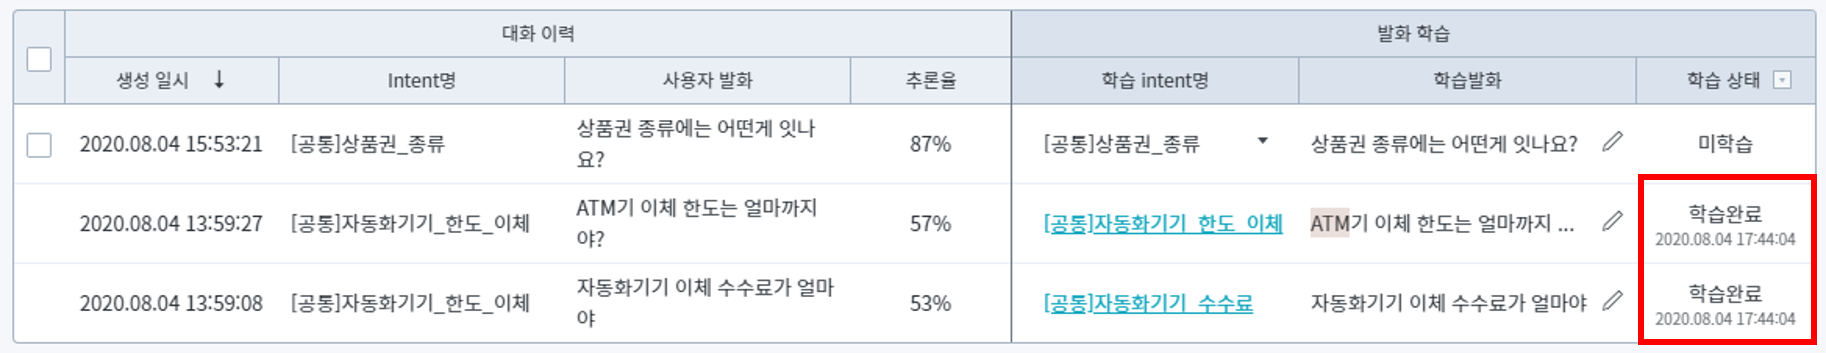 대화 이력
발화 학습
생성 일시 ↓
Intent명
사용자 발화
추론율
학습 intent명
학습발화
학습 상태
2020.08.04 15:53:21
[공통]상품권_종류
상품권 종류에는 어떤게 잇나
요?
87%
[공통]상품권_종류
상품권 종류에는 어떤게 잇나요?
미학습
2020.08.04 13:59:27
[공통]자동화기기_한도_이체
ATM기 이체 한도는 얼마까지
야?
57%
[공통]자동화기기_한도_이체
ATM기 이체 한도는 얼마까지 ...
학습완료
2020.08.04 17:44:04
2020.08.04 13:59:08
[공통]자동화기기_한도_이체
자동화기기 이체 수수료가 얼마
야
53%
[공통]자동화기기_수수료
자동화기기 이체 수수료가 얼마야
학습완료
2020.08.04 17:44:04